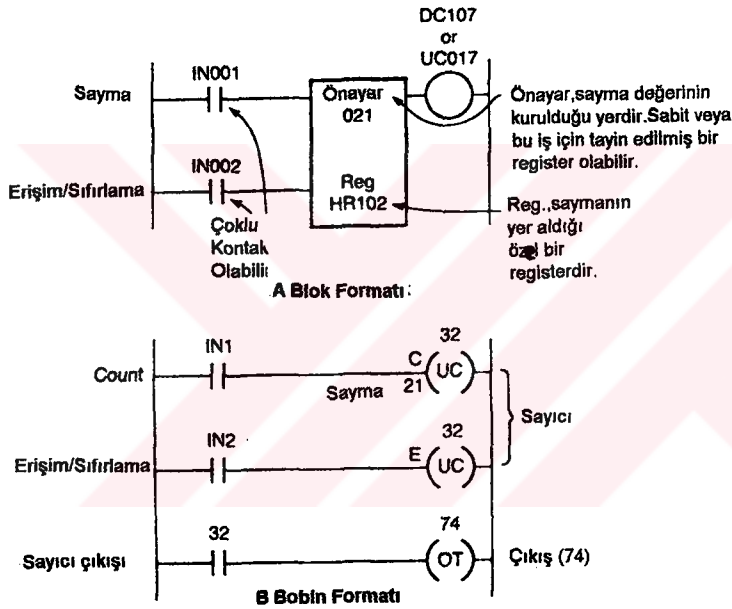 DC107
or
UC017
IN001
Sayma
Önayar
021
Önayar,sayma değerinin
kurulduğu yerdir.Sabit veya
bu iş için tayin edilmiş bir
register olabilir.
IN002
Erişim/Sıfırlama
Reg
HR102
Reg.,saymanın
yer aldığı
özel bir
registerdir.
Çoklu
Kontak
Olabilir
A Blok Formatı
32
IN1
Count
C
21
UC
Sayma
Sayıcı
32
IN2
Erişim/Sıfırlama
E
UC
32
74
Sayıcı çıkışı
OT
Çıkış (74)
B Bobin Formatı